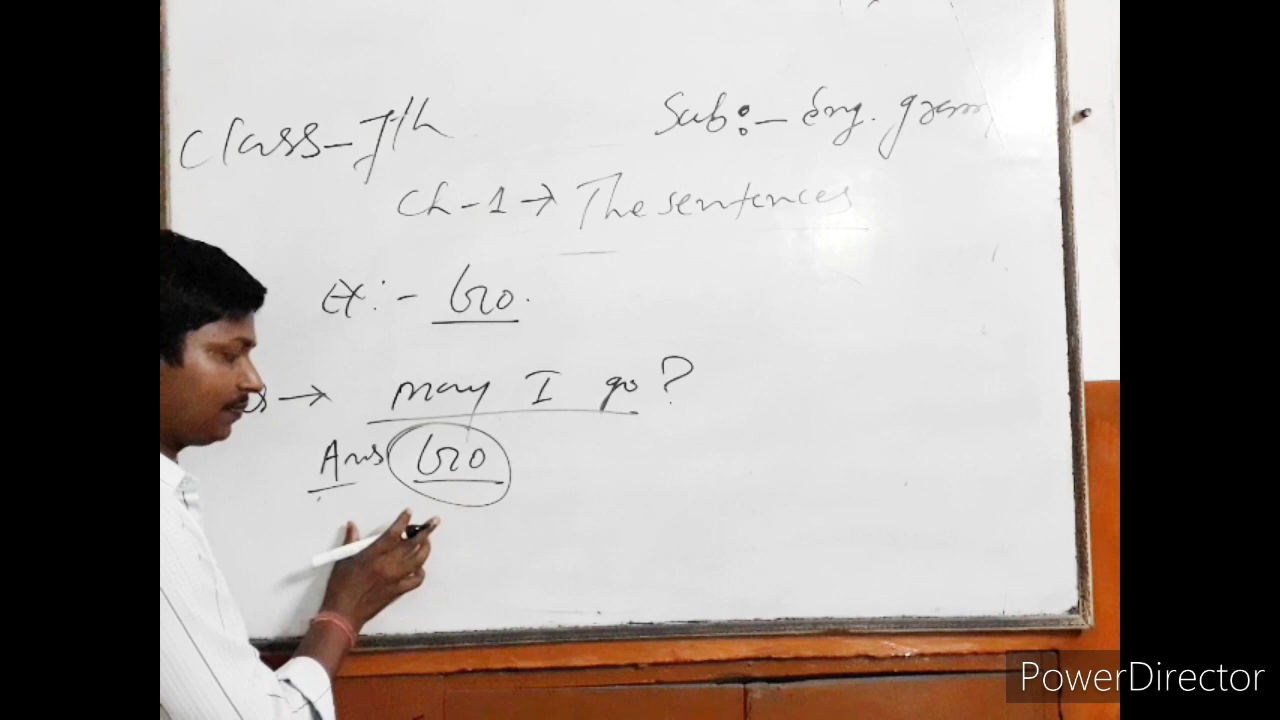 Class-7th Sub:- Eng. gram
Ch-1 → The sentences
Ex:- Go.
→ may I go?
Ans Go
PowerDirector